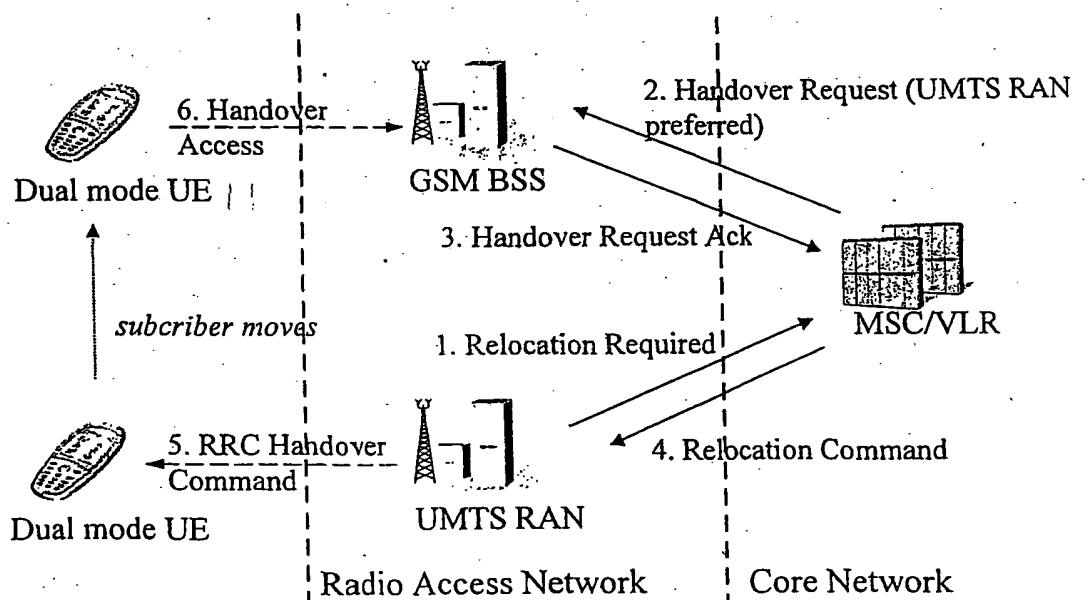 6. Handover
Access
2. Handover Request (UMTS RAN
preferred)
Dual mode UE
GSM BSS
3. Handover Request Ack
MSC/VLR
subcriber moves
1. Relocation Required
5. RRC Handover
Command
4. Relocation Command
Dual mode UE
UMTS RAN
Radio Access Network
Core Network